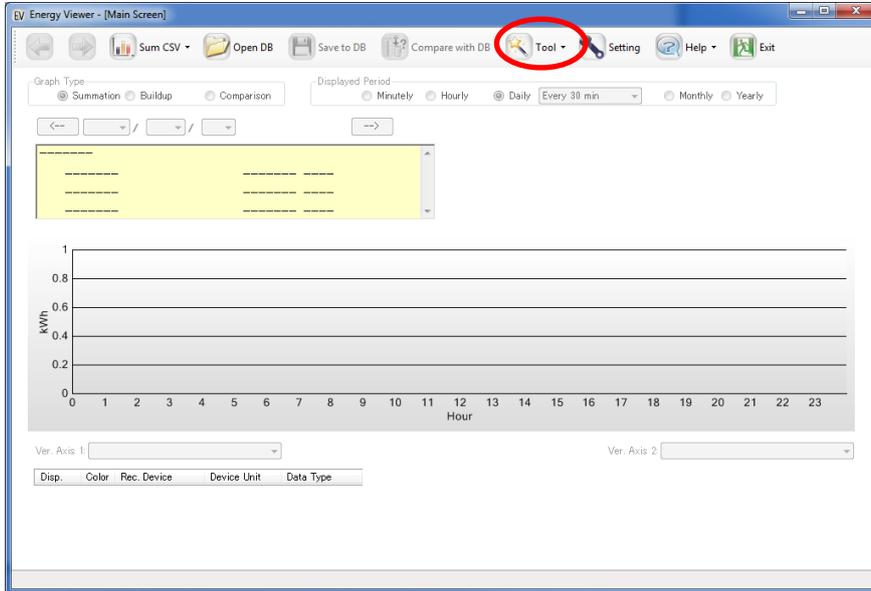 EV Energy Viewer - [Main Screen]
Sum CSV Open DB Save to DB Compare with DB Tool Setting Help Exit
Graph Type
Summation Buildup Comparison
Displayed Period
Minutely Hourly Daily Every 30 min Monthly Yearly
<-- / / -->
-------
------- ------- ----
------- ------- ----
------- ------- ----
1
0.8
0.6
0.4
0.2
0
kWh
0 1 2 3 4 5 6 7 8 9 10 11 12 13 14 15 16 17 18 19 20 21 22 23
Hour
Ver. Axis 1: Ver. Axis 2:
Disp. Color Rec. Device Device Unit Data Type